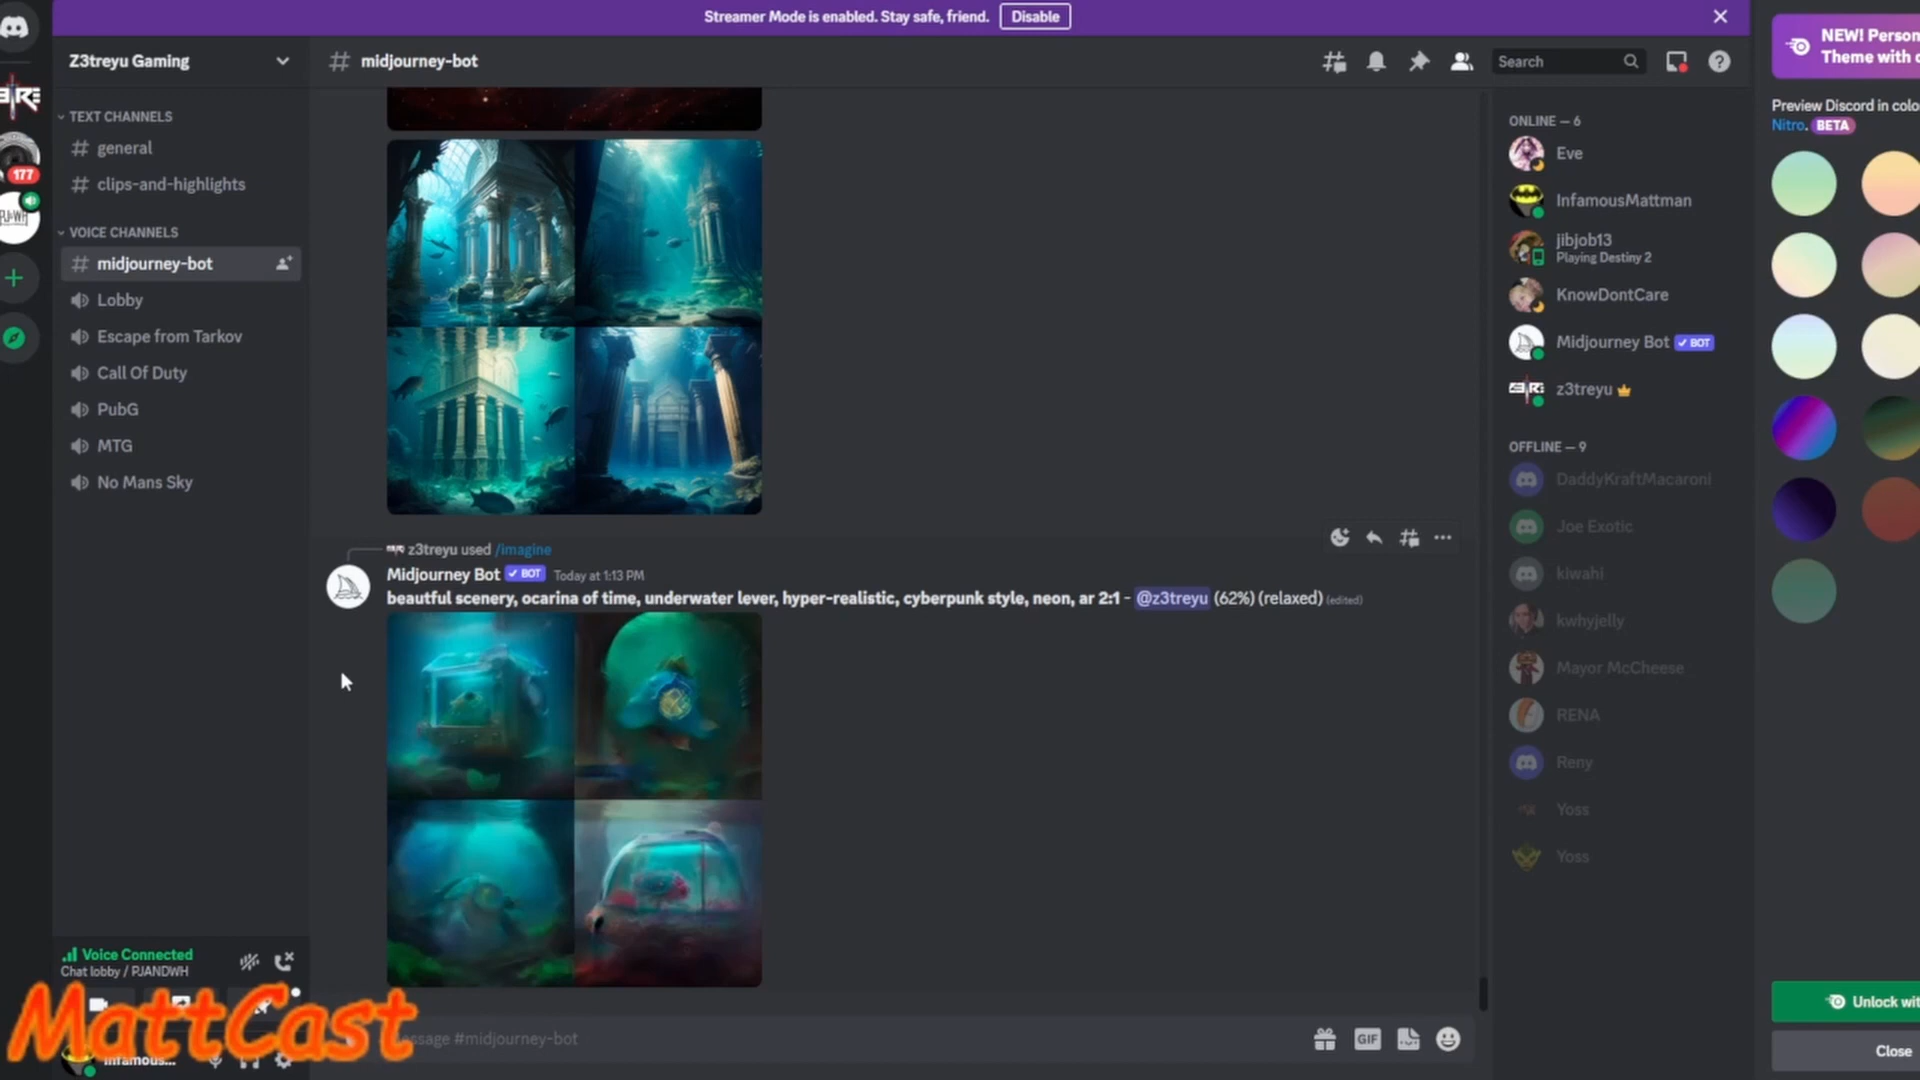 Streamer Mode is enabled. Stay safe, friend.
Disable
Z3treyu Gaming
midjourney-bot
Search
NEW! Person
Theme with c
Preview Discord in colo
Nitro. BETA
TEXT CHANNELS
general
clips-and-highlights
177
PJ&WH
VOICE CHANNELS
midjourney-bot
Lobby
Escape from Tarkov
Call Of Duty
PubG
MTG
No Mans Sky
z3treyu used /imagine
Midjourney Bot BOT Today at 1:13 PM
beautful scenery, ocarina of time, underwater lever, hyper-realistic, cyberpunk style, neon, ar 2:1 - @z3treyu (62%) (relaxed) (edited)
ONLINE — 6
Eve
InfamousMattman
jibjob13
Playing Destiny 2
KnowDontCare
Midjourney Bot BOT
z3treyu
OFFLINE — 9
DaddyKraftMacaroni
Joe Exotic
kiwahi
kwhyjelly
Mayor McCheese
RENA
Reny
Yoss
Yoss
Voice Connected
Chat lobby / PJANDWH
MattCast
Infamous...
essage #midjourney-bot
GIF
Unlock wit
Close